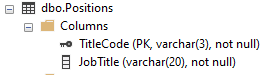 dbo.Positions
Columns
TitleCode (PK, varchar(3), not null)
JobTitle (varchar(20), not null)